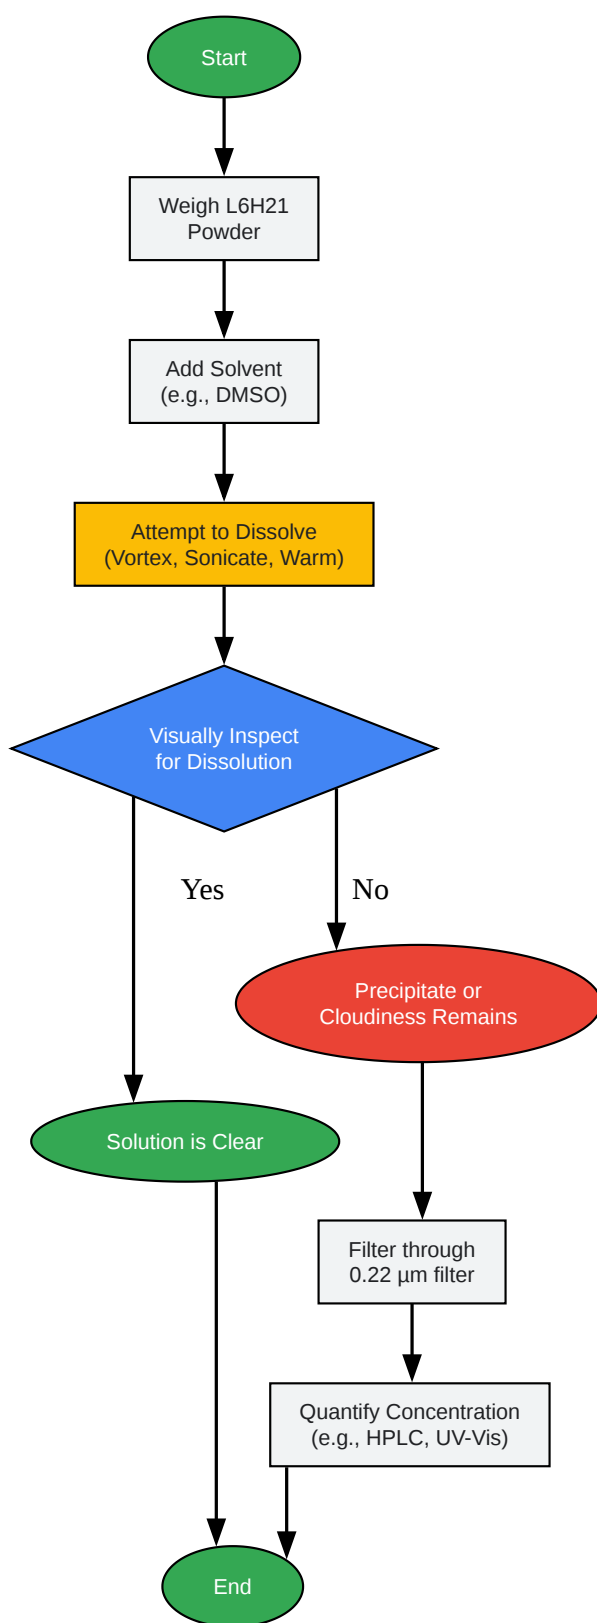 Start
Weigh L6H21
Powder
Add Solvent
(e.g., DMSO)
Attempt to Dissolve
(Vortex, Sonicate, Warm)
Visually Inspect
for Dissolution
Yes
No
Precipitate or
Cloudiness Remains
Solution is Clear
Filter through
0.22 µm filter
Quantify Concentration
(e.g., HPLC, UV-Vis)
End